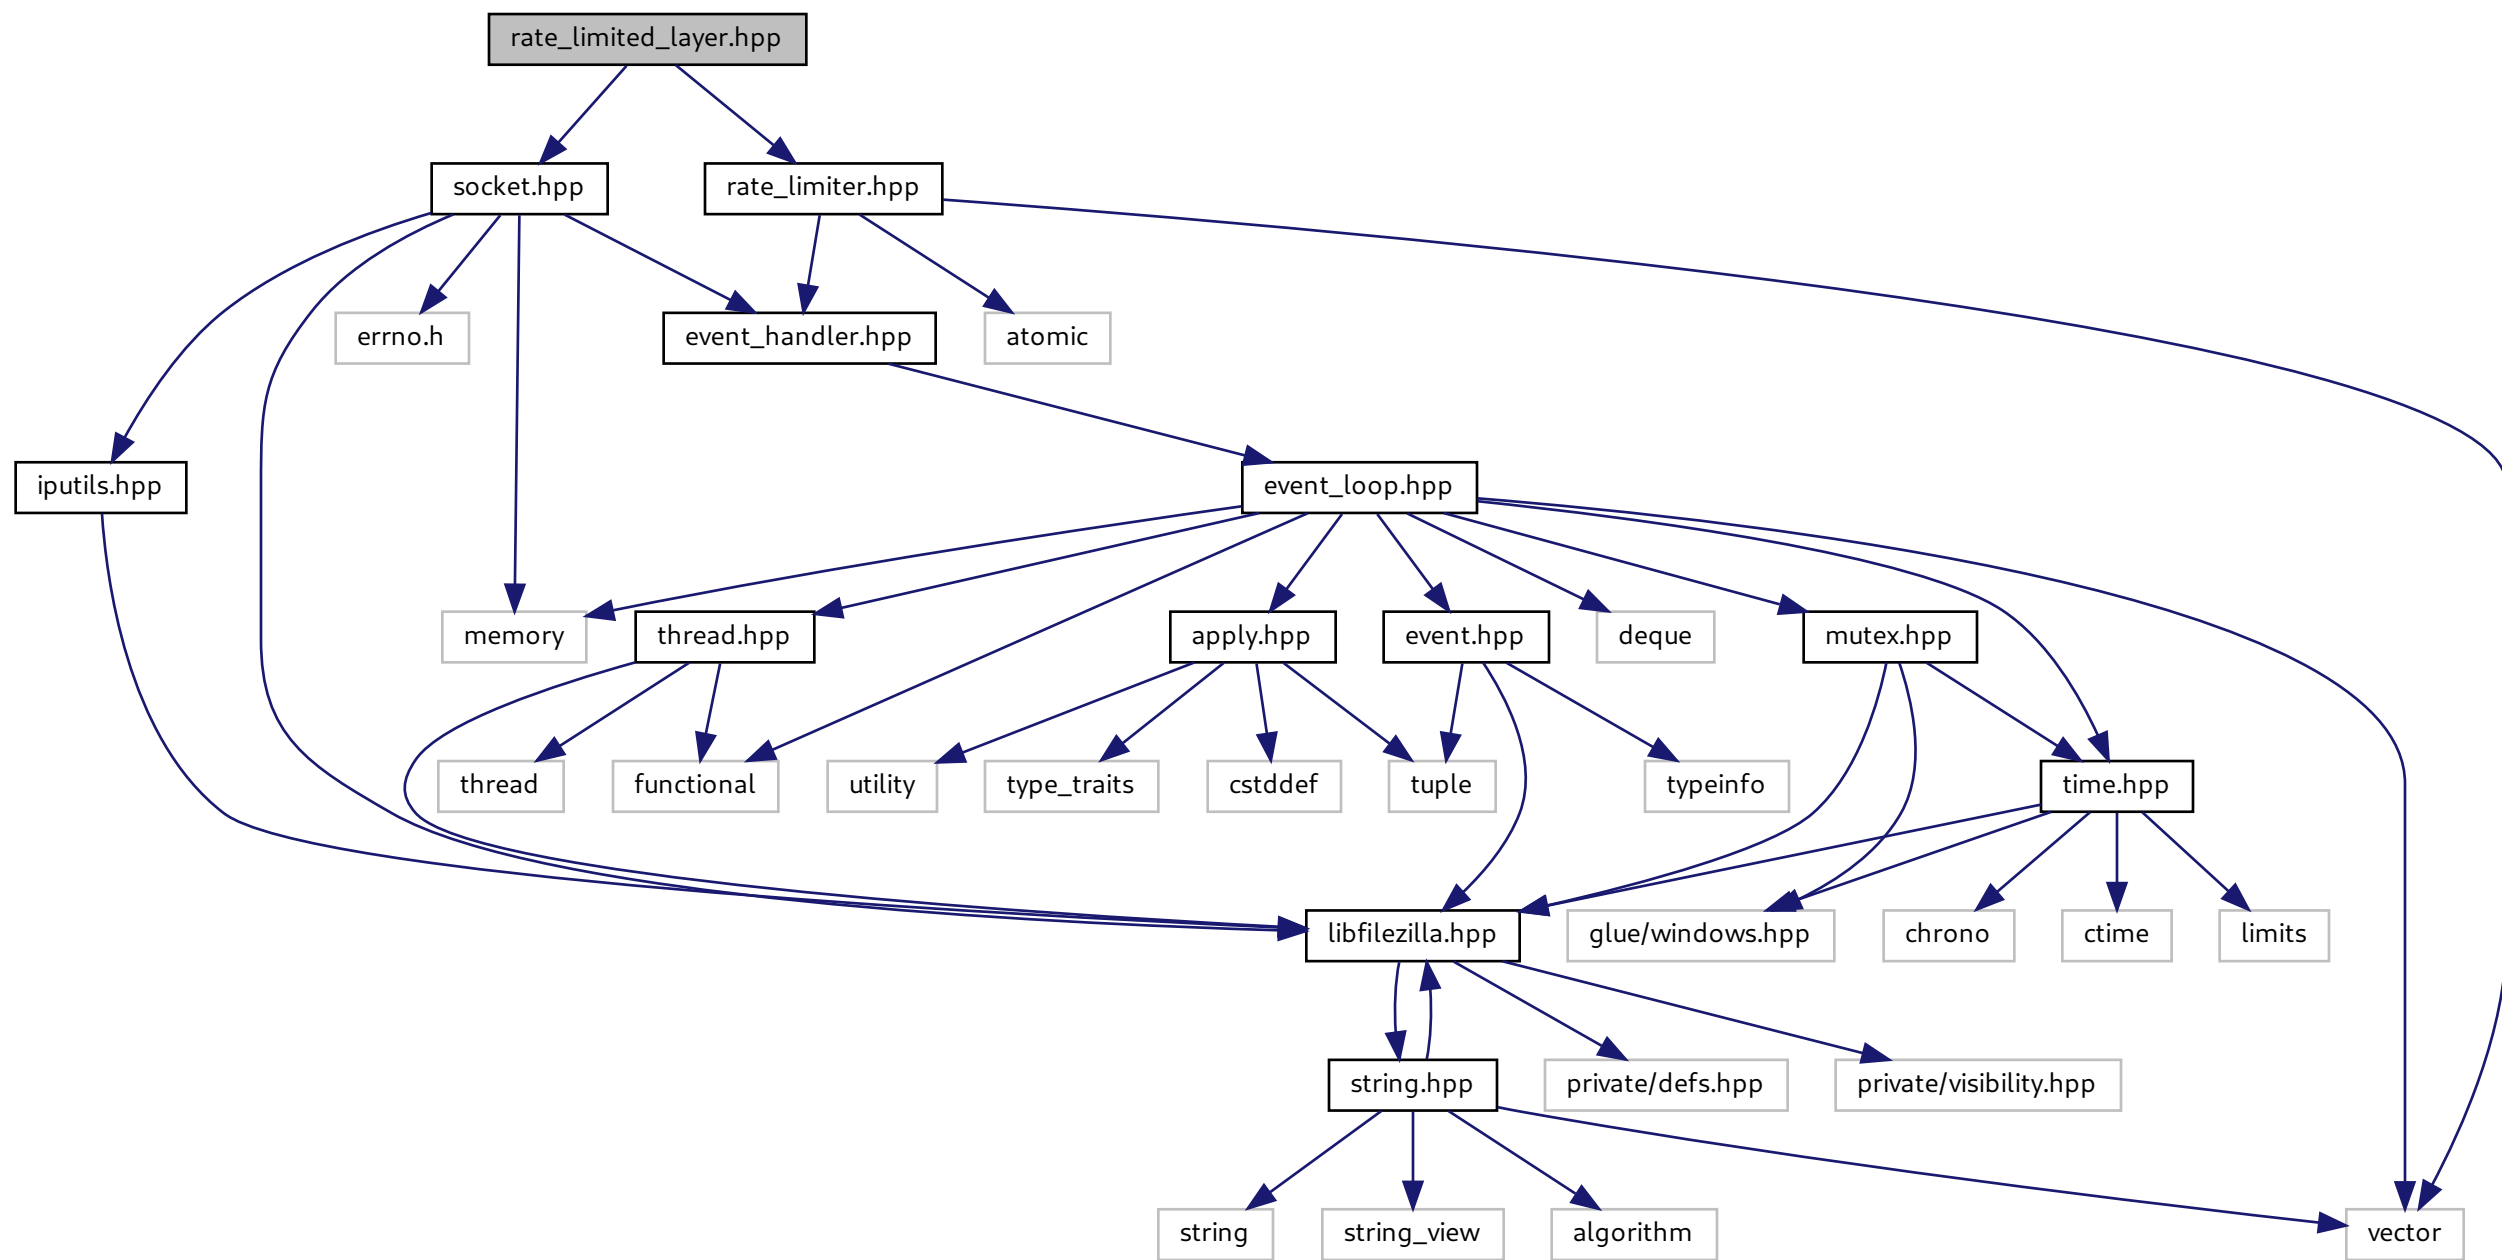 rate_limited_layer.hpp
socket.hpp
rate_limiter.hpp
errno.h
event_handler.hpp
atomic
iputils.hpp
event_loop.hpp
memory
thread.hpp
apply.hpp
event.hpp
deque
mutex.hpp
thread
functional
utility
type_traits
cstddef
tuple
typeinfo
time.hpp
libfilezilla.hpp
glue/windows.hpp
chrono
ctime
limits
string.hpp
private/defs.hpp
private/visibility.hpp
string
string_view
algorithm
vector